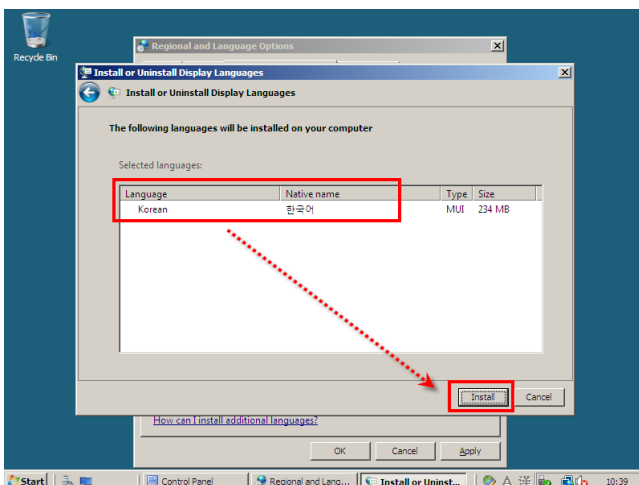 Recycle Bin
Regional and Language Options
Install or Uninstall Display Languages
Install or Uninstall Display Languages
The following languages will be installed on your computer
Selected languages:
Language Native name Type Size
Korean 한국어 MUI 234 MB
Install Cancel
How can I install additional languages?
OK Cancel Apply
Start Control Panel Regional and Lang... Install or Uninst... A 漢 10:39